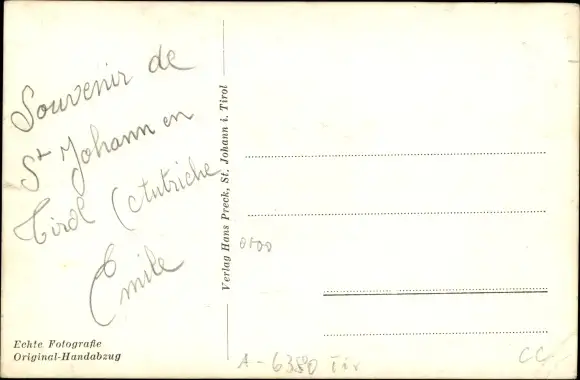 Souvenir de
St Johann en
Tirol (Autriche
Emile
Echte Fotografie
Original-Handabzug
Verlag Hans Preck, St. Johann i. Tirol
A-6380 Tir
CC